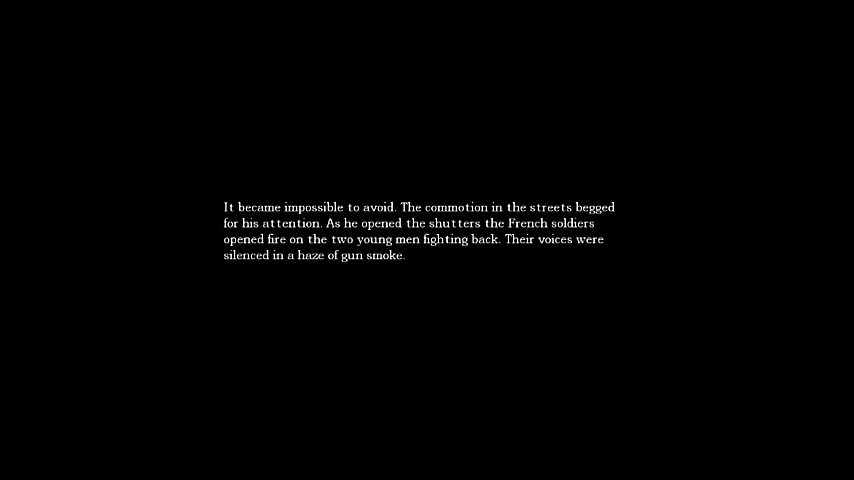 It became impossible to avoid. The commotion in the streets begged
for his attention. As he opened the shutters the French soldiers
opened fire on the two young men fighting back. Their voices were
silenced in a haze of gun smoke.